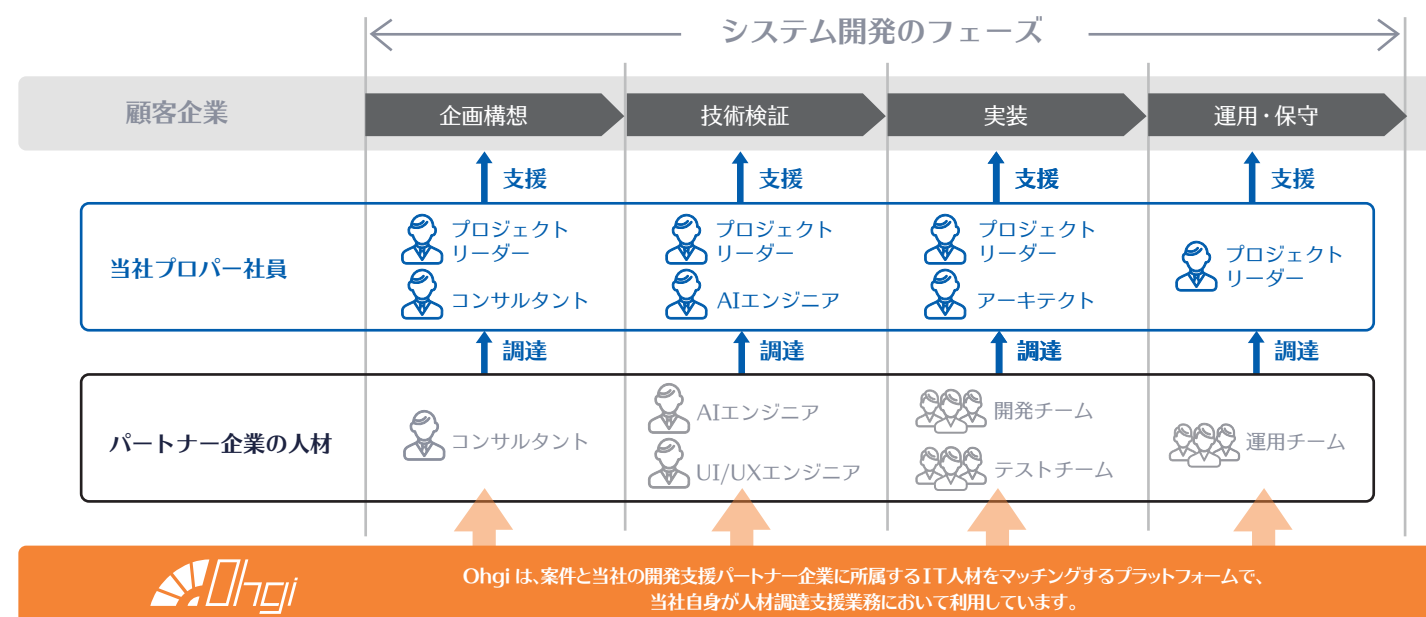 システム開発のフェーズ
顧客企業
企画構想
技術検証
実装
運用・保守
支援
支援
支援
支援
当社プロパー社員
プロジェクト
リーダー
コンサルタント
プロジェクト
リーダー
AIエンジニア
プロジェクト
リーダー
アーキテクト
プロジェクト
リーダー
調達
調達
調達
調達
パートナー企業の人材
コンサルタント
AIエンジニア
UI/UXエンジニア
開発チーム
テストチーム
運用チーム
Ohgi
Ohgi は、案件と当社の開発支援パートナー企業に所属するIT人材をマッチングするプラットフォームで、
当社自身が人材調達支援業務において利用しています。